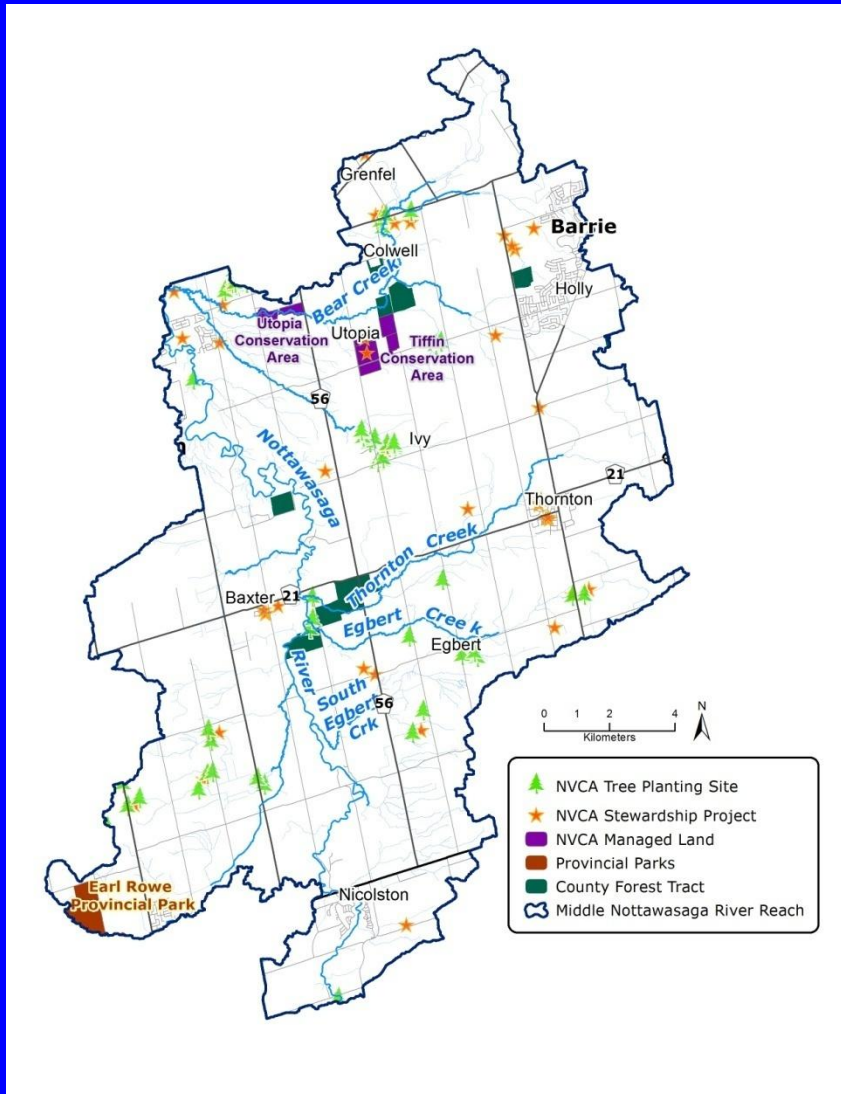 Grenfel
Barrie
Colwell
Holly
Bear Creek
Utopia
Conservation
Area
Utopia
Tiffin
Conservation
Area
56
Ivy
Nottawasaga
River
21
Thornton
Thornton Creek
Baxter
21
Egbert Creek
Egbert
South
Egbert
Crk
56
N
0 1 2 4
Kilometers
NVCA Tree Planting Site
NVCA Stewardship Project
NVCA Managed Land
Provincial Parks
County Forest Tract
Middle Nottawasaga River Reach
Earl Rowe
Provincial Park
Nicolston